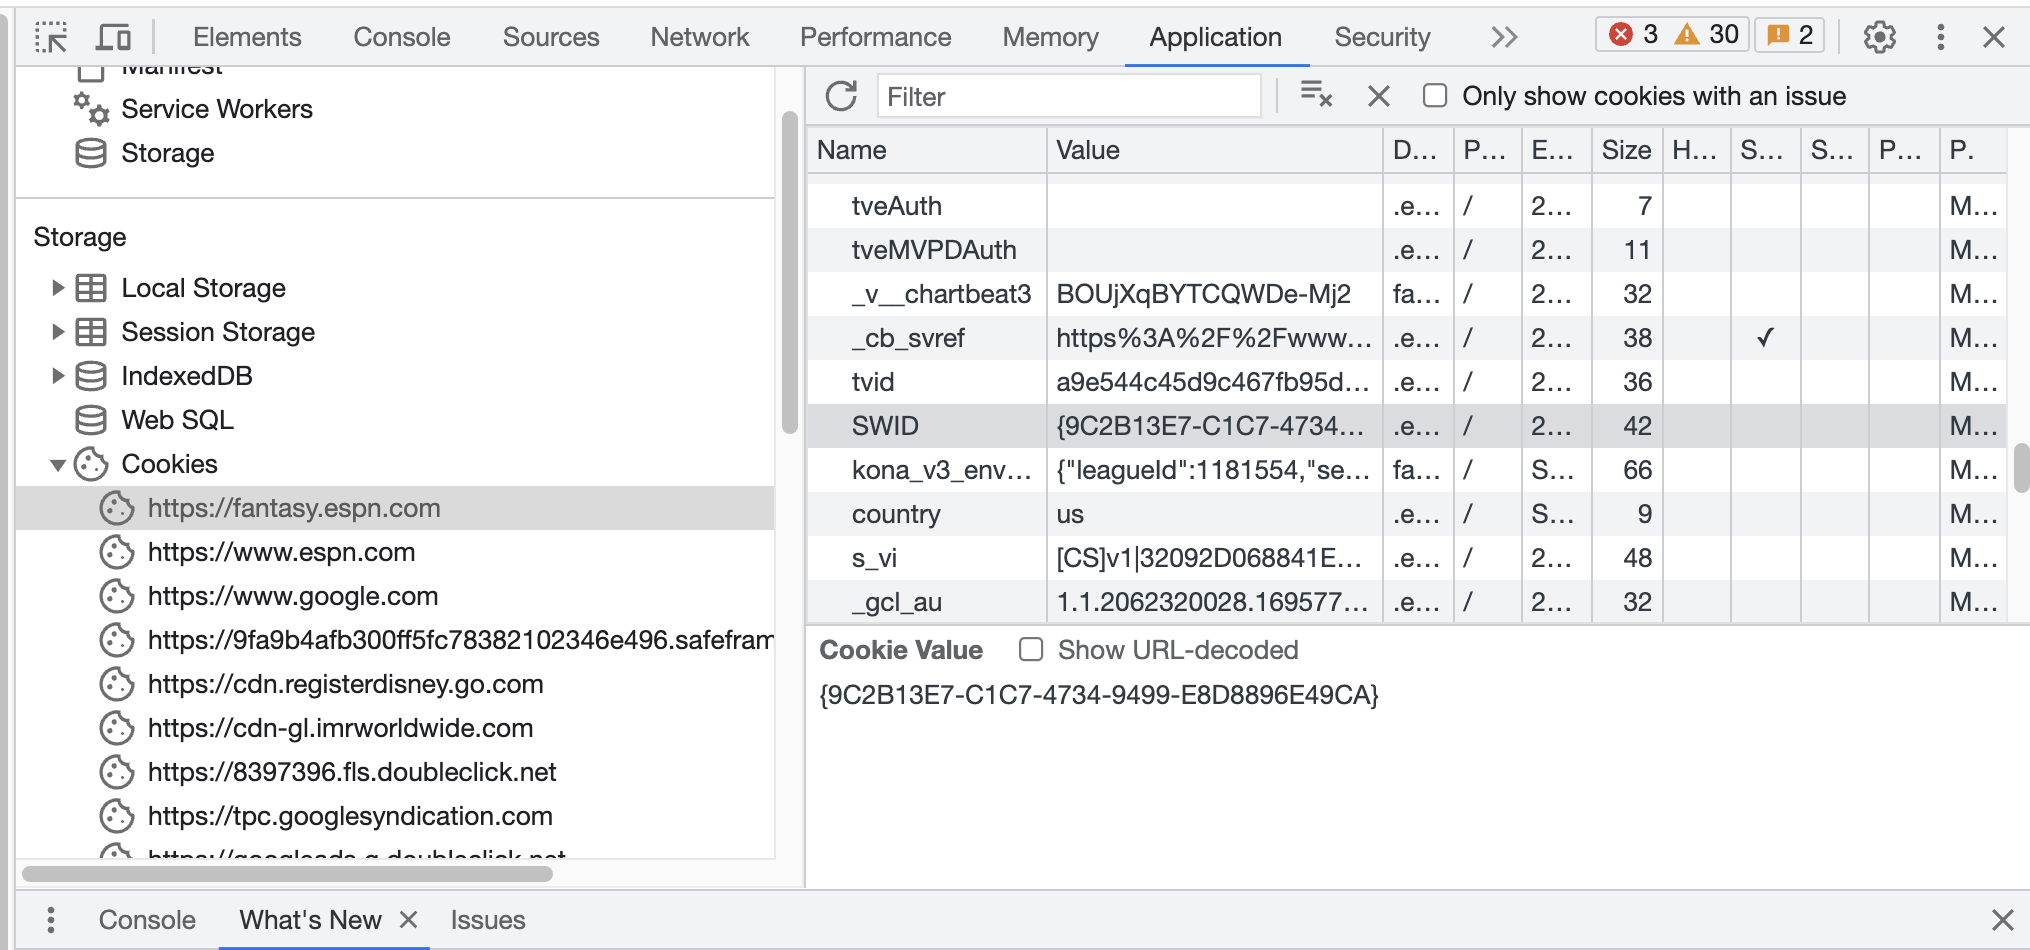 Elements Console Sources Network Performance Memory Application Security 3 30 2
Manifest
Service Workers
Storage
Storage
Local Storage
Session Storage
IndexedDB
Web SQL
Cookies
https://fantasy.espn.com
https://www.espn.com
https://www.google.com
https://9fa9b4afb300ff5fc78382102346e496.safefram
https://cdn.registerdisney.go.com
https://cdn-gl.imrworldwide.com
https://8397396.fls.doubleclick.net
https://tpc.googlesyndication.com
https://googleads.g.doubleclick.net
Filter Only show cookies with an issue
Name Value D... P... E... Size H... S... S... P... P.
tveAuth .e... / 2... 7 M...
tveMVPDAuth .e... / 2... 11 M...
_v__chartbeat3 BOUjXqBYTCQWDe-Mj2 fa... / 2... 32 M...
_cb_svref https%3A%2F%2Fwww... .e... / 2... 38 ✓ M...
tvid a9e544c45d9c467fb95d... .e... / 2... 36 M...
SWID {9C2B13E7-C1C7-4734... .e... / 2... 42 M...
kona_v3_env... {"leagueId":1181554,"se... fa... / S... 66 M...
country us .e... / S... 9 M...
s_vi [CS]v1|32092D068841E... .e... / 2... 48 M...
_gcl_au 1.1.2062320028.169577... .e... / 2... 32 M...
Cookie Value Show URL-decoded
{9C2B13E7-C1C7-4734-9499-E8D8896E49CA}
Console What's New Issues